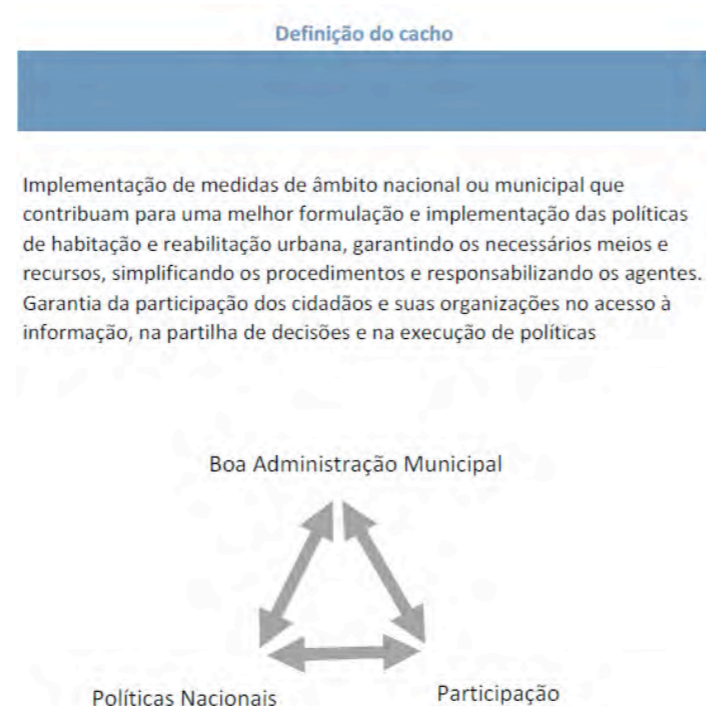 Definição do cacho
Implementação de medidas de âmbito nacional ou municipal que
contribuam para uma melhor formulação e implementação das políticas
de habitação e reabilitação urbana, garantindo os necessários meios e
recursos, simplificando os procedimentos e responsabilizando os agentes.
Garantia da participação dos cidadãos e suas organizações no acesso à
informação, na partilha de decisões e na execução de políticas
Boa Administração Municipal
Políticas Nacionais
Participação